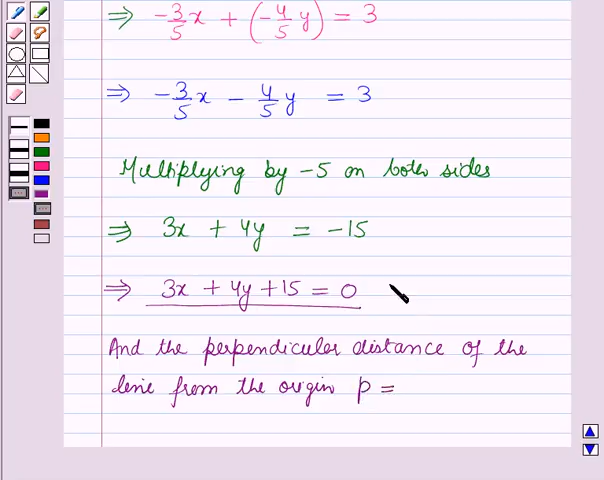 ⇒ -3/5x + (-4/5y) = 3
⇒ -3/5x - 4/5y = 3
Multiplying by -5 on both sides
⇒ 3x + 4y = -15
⇒ 3x + 4y + 15 = 0
And the perpendicular distance of the
line from the origin p =